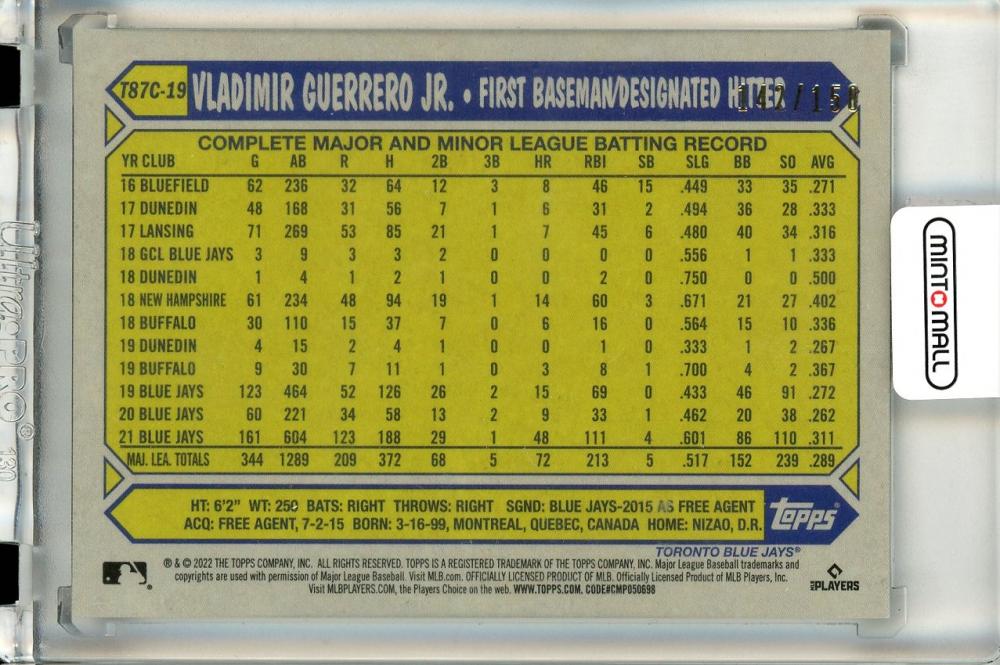 T87C-19 VLADIMIR GUERRERO JR. • FIRST BASEMAN/DESIGNATED HITTER 142/150
COMPLETE MAJOR AND MINOR LEAGUE BATTING RECORD
YR CLUB G AB R H 2B 3B HR RBI SB SLG BB SO AVG
16 BLUEFIELD 62 236 32 64 12 3 8 46 15 .449 33 35 .271
17 DUNEDIN 48 168 31 56 7 1 6 31 2 .494 36 28 .333
17 LANSING 71 269 53 85 21 1 7 45 6 .480 40 34 .316
18 GCL BLUE JAYS 3 9 3 3 2 0 0 0 0 .556 1 1 .333
18 DUNEDIN 1 4 1 2 1 0 0 2 0 .750 0 0 .500
18 NEW HAMPSHIRE 61 234 48 94 19 1 14 60 3 .671 21 27 .402
18 BUFFALO 30 110 15 37 7 0 6 16 0 .564 15 10 .336
19 DUNEDIN 4 15 2 4 1 0 0 1 0 .333 1 2 .267
19 BUFFALO 9 30 7 11 1 0 3 8 1 .700 4 2 .367
19 BLUE JAYS 123 464 52 126 26 2 15 69 0 .433 46 91 .272
20 BLUE JAYS 60 221 34 58 13 2 9 33 1 .462 20 38 .262
21 BLUE JAYS 161 604 123 188 29 1 48 111 4 .601 86 110 .311
MAJ. LEA. TOTALS 344 1289 209 372 68 5 72 213 5 .517 152 239 .289
HT: 6'2" WT: 250 BATS: RIGHT THROWS: RIGHT SGND: BLUE JAYS-2015 AS FREE AGENT
ACQ: FREE AGENT, 7-2-15 BORN: 3-16-99, MONTREAL, QUEBEC, CANADA HOME: NIZAO, D.R.
topps®
TORONTO BLUE JAYS®
® & © 2022 THE TOPPS COMPANY, INC. ALL RIGHTS RESERVED. TOPPS IS A REGISTERED TRADEMARK OF THE TOPPS COMPANY, INC. Major League Baseball trademarks and
copyrights are used with permission of Major League Baseball. Visit MLB.com. OFFICIALLY LICENSED PRODUCT OF MLB. Officially Licensed Product of MLB Players, Inc.
Visit MLBPLAYERS.com, the Players Choice on the web. WWW.TOPPS.COM. CODE#CMP050698
PLAYERS
MINTOMALL
Ultra PRO®
130